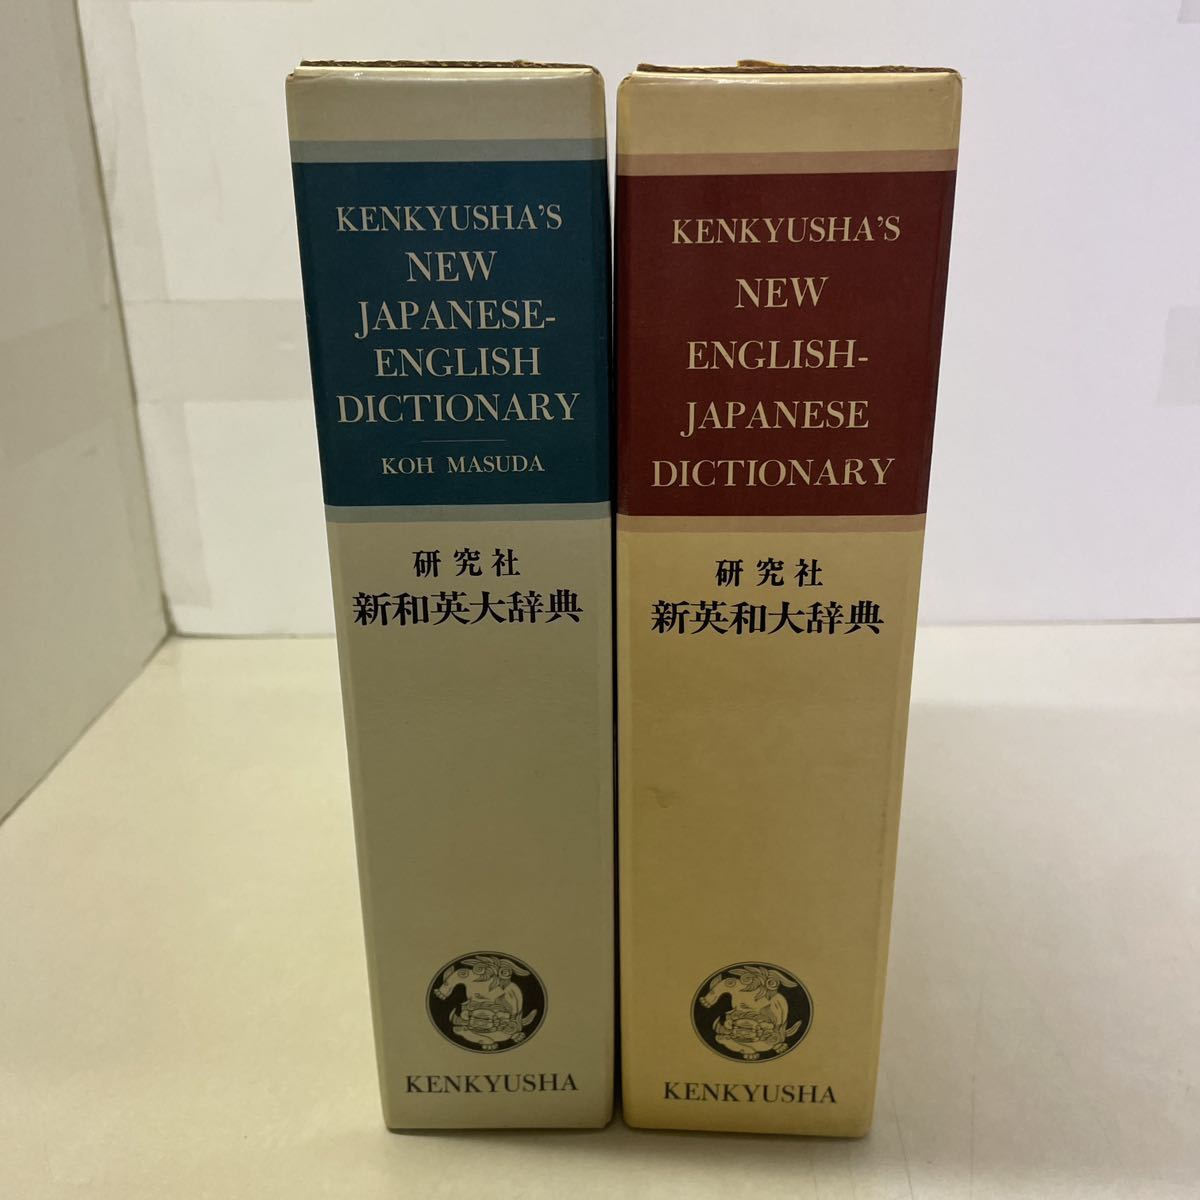 KENKYUSHA'S
NEW
JAPANESE-
ENGLISH
DICTIONARY
KOH MASUDA
研究社
新和英大辞典
KENKYUSHA
KENKYUSHA'S
NEW
ENGLISH-
JAPANESE
DICTIONARY
研究社
新英和大辞典
KENKYUSHA